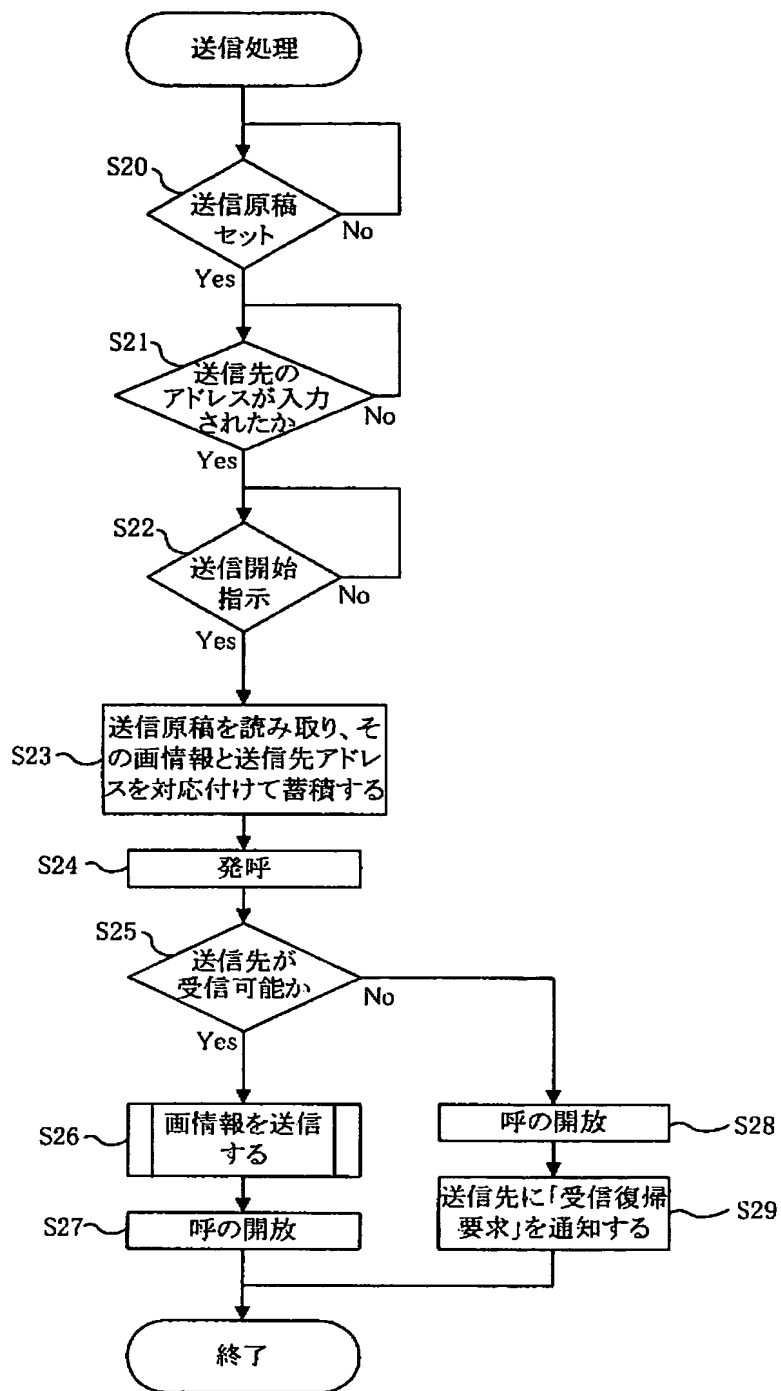 送信処理
S20
送信原稿
セット
No
Yes
S21
送信先の
アドレスが入力
されたか
No
Yes
S22
送信開始
指示
No
Yes
S23
送信原稿を読み取り、そ
の画情報と送信先アドレ
スを対応付けて蓄積する
S24
発呼
S25
送信先が
受信可能か
No
Yes
S26
画情報を送信
する
S27
呼の開放
呼の開放
S28
送信先に「受信復帰
要求」を通知する
S29
終了